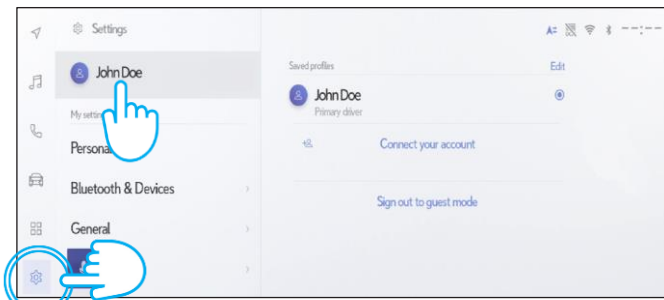 Settings
A
--:--
John Doe
Saved profiles
Edit
John Doe
Primary driver
Connect your account
Bluetooth & Devices
Sign out to guest mode
General